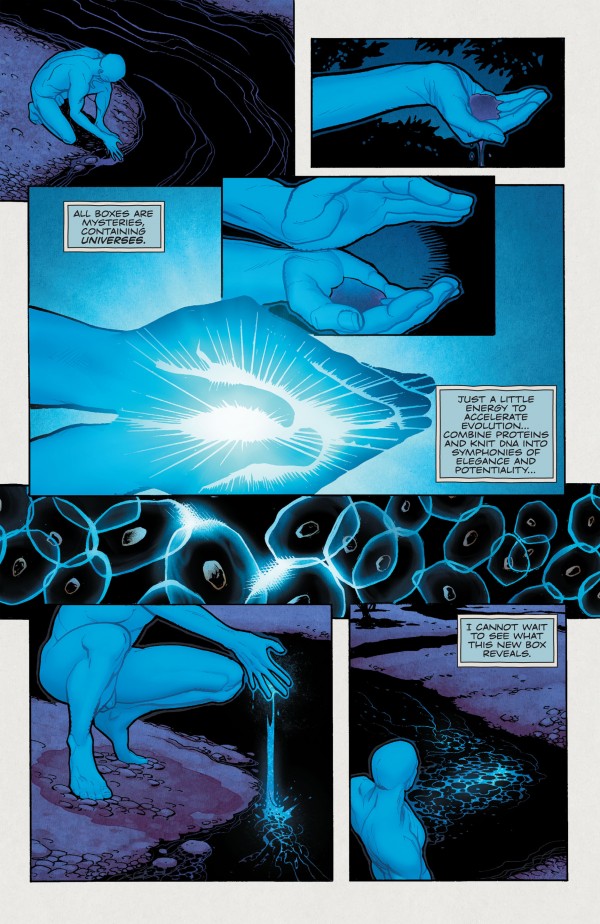 ALL BOXES ARE
MYSTERIES,
CONTAINING
UNIVERSES.
JUST A LITTLE
ENERGY TO
ACCELERATE
EVOLUTION...
COMBINE PROTEINS
AND KNIT DNA INTO
SYMPHONIES OF
ELEGANCE AND
POTENTIALITY...
I CANNOT WAIT
TO SEE WHAT
THIS NEW BOX
REVEALS.